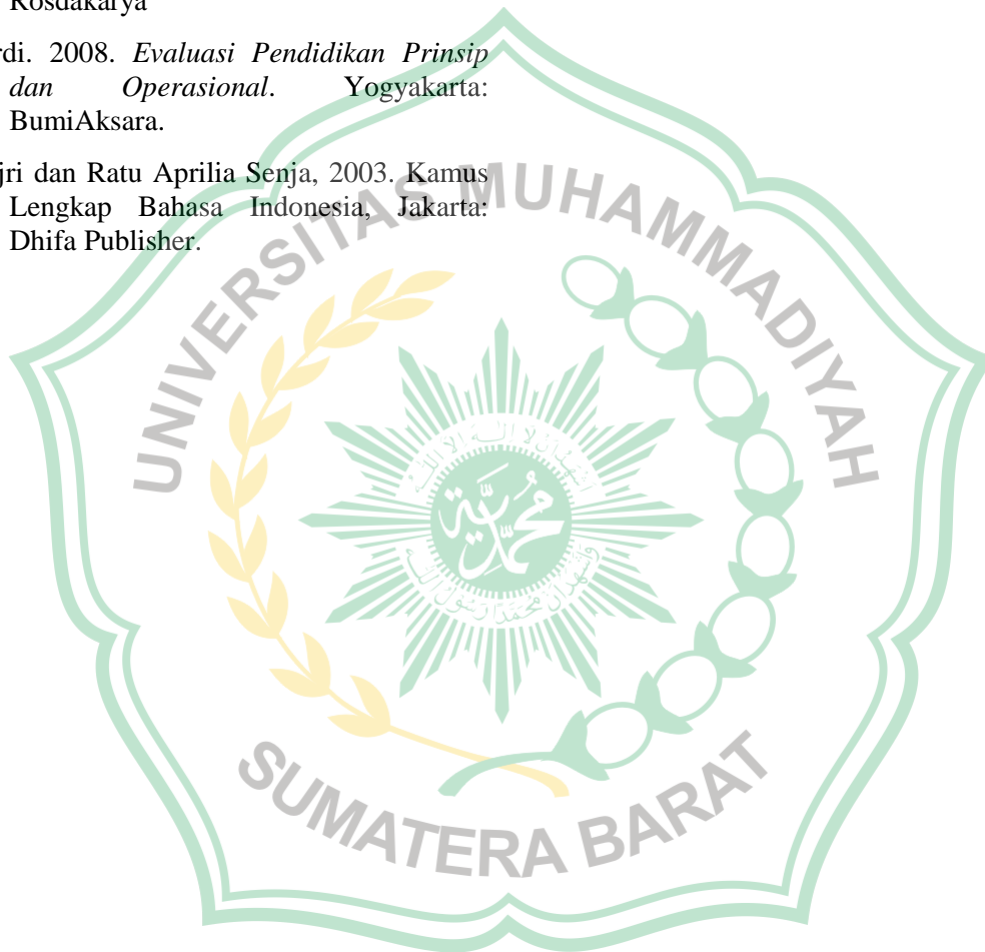 Rosdakarya
rdi. 2008. Evaluasi Pendidikan Prinsip
dan Operasional. Yogyakarta:
BumiAksara.
jri dan Ratu Aprilia Senja, 2003. Kamus
Lengkap Bahasa Indonesia, Jakarta:
Dhifa Publisher.
UNIVERSITAS MUHAMMADIYAH
محمدية
SUMATERA BARAT